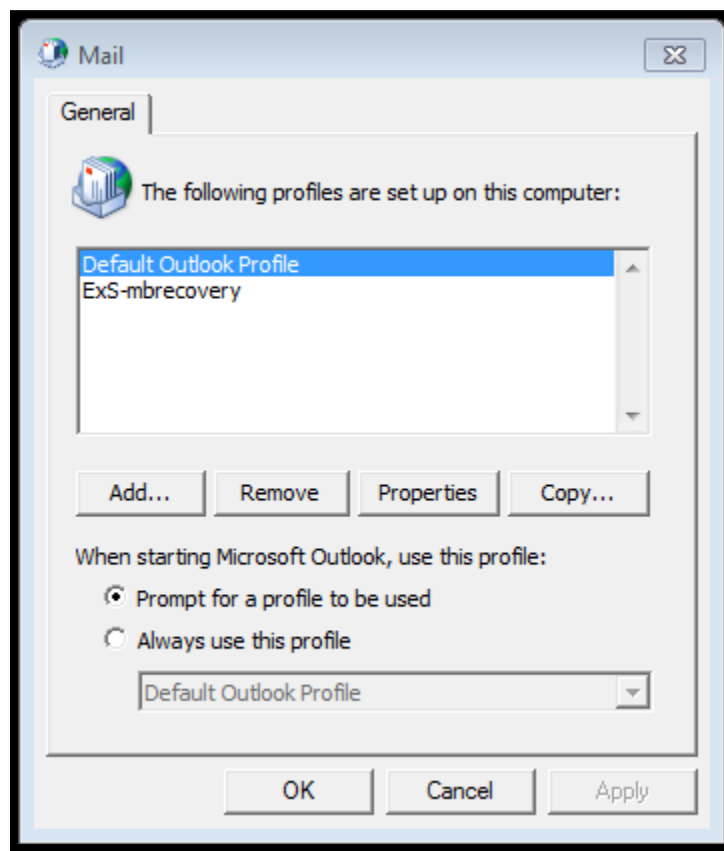 Mail
General
The following profiles are set up on this computer:
Default Outlook Profile
ExS-mbrecovery
Add... Remove Properties Copy...
When starting Microsoft Outlook, use this profile:
Prompt for a profile to be used
Always use this profile
Default Outlook Profile
OK Cancel Apply